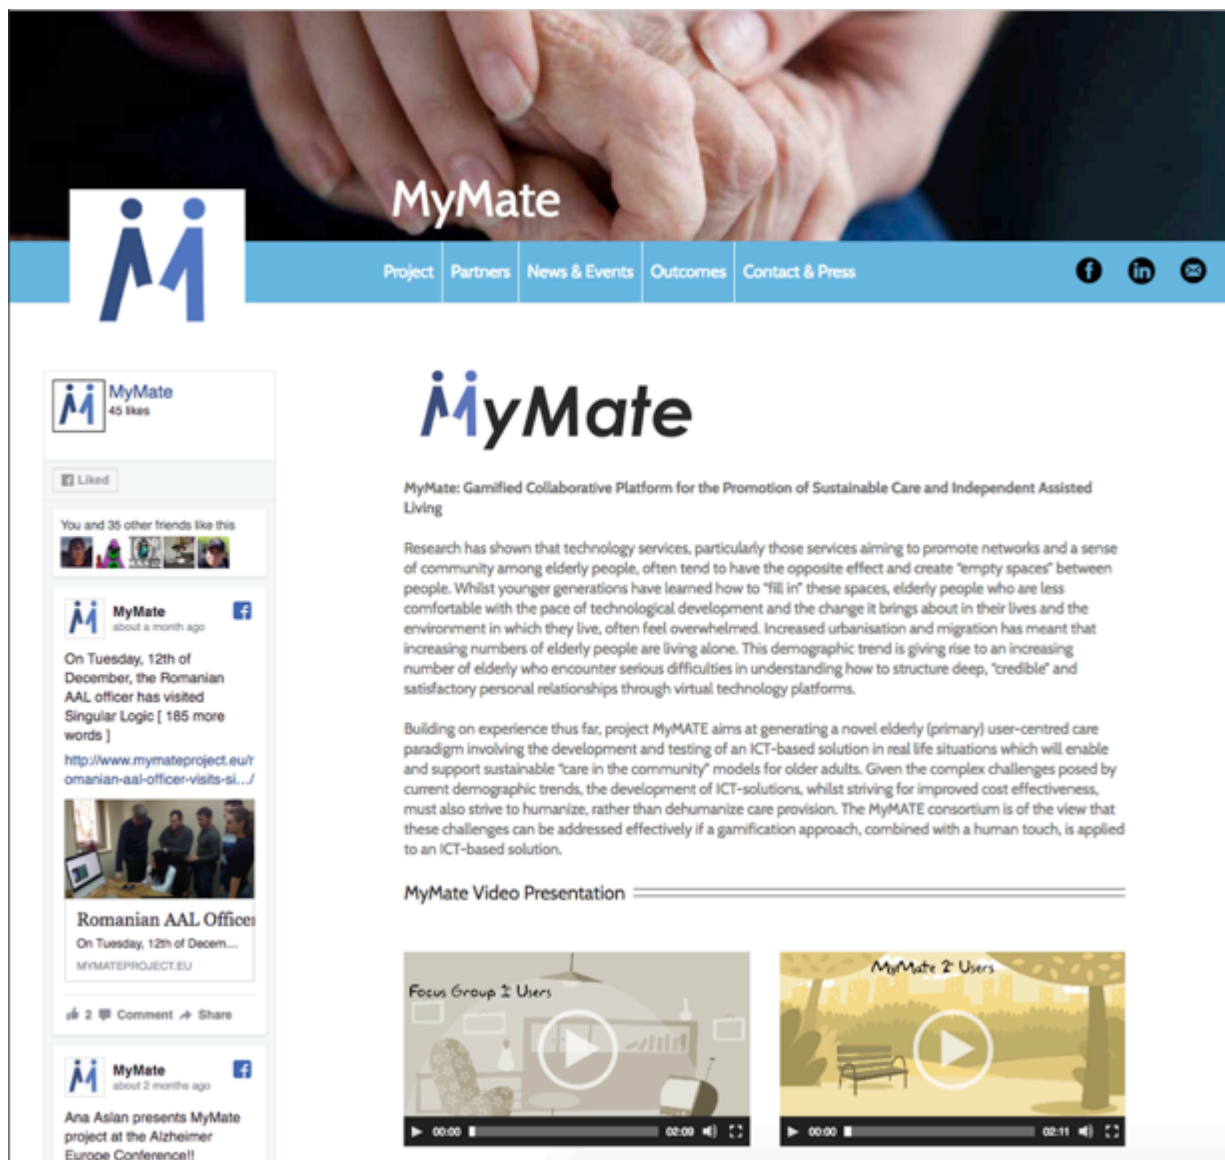 MyMate
Project
Partners
News & Events
Outcomes
Contact & Press
MyMate
45 likes
Liked
You and 35 other friends like this
MyMate
about a month ago
On Tuesday, 12th of
December, the Romanian
AAL officer has visited
Singular Logic [ 185 more
words ]
http://www.mymateproject.eu/r
omanian-aal-officer-visits-si.../
Romanian AAL Officer
On Tuesday, 12th of Decem...
MYMATEPROJECT.EU
2 Comment Share
MyMate
about 2 months ago
Ana Aslan presents MyMate
project at the Alzheimer
Europe Conference!!
MyMate
MyMate: Gamified Collaborative Platform for the Promotion of Sustainable Care and Independent Assisted
Living
Research has shown that technology services, particularly those services aiming to promote networks and a sense
of community among elderly people, often tend to have the opposite effect and create "empty spaces" between
people. Whilst younger generations have learned how to "fill in" these spaces, elderly people who are less
comfortable with the pace of technological development and the change it brings about in their lives and the
environment in which they live, often feel overwhelmed. Increased urbanisation and migration has meant that
increasing numbers of elderly people are living alone. This demographic trend is giving rise to an increasing
number of elderly who encounter serious difficulties in understanding how to structure deep, "credible" and
satisfactory personal relationships through virtual technology platforms.
Building on experience thus far, project MyMATE aims at generating a novel elderly (primary) user-centred care
paradigm involving the development and testing of an ICT-based solution in real life situations which will enable
and support sustainable "care in the community" models for older adults. Given the complex challenges posed by
current demographic trends, the development of ICT-solutions, whilst striving for improved cost effectiveness,
must also strive to humanize, rather than dehumanize care provision. The MyMATE consortium is of the view that
these challenges can be addressed effectively if a gamification approach, combined with a human touch, is applied
to an ICT-based solution.
MyMate Video Presentation
Focus Group 1: Users
00:00
02:09
MyMate 2: Users
00:00
02:11